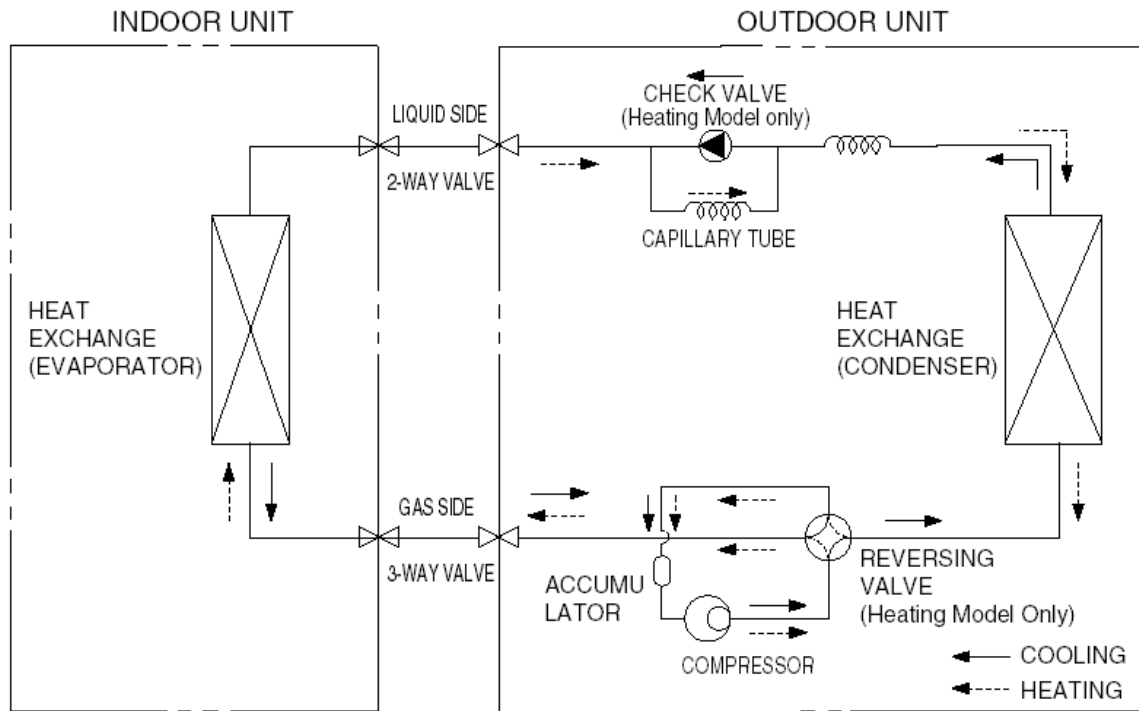 INDOOR UNIT
OUTDOOR UNIT
LIQUID SIDE
2-WAY VALVE
CHECK VALVE
(Heating Model only)
CAPILLARY TUBE
HEAT
EXCHANGE
(EVAPORATOR)
HEAT
EXCHANGE
(CONDENSER)
GAS SIDE
3-WAY VALVE
ACCUMU
LATOR
COMPRESSOR
REVERSING
VALVE
(Heating Model Only)
COOLING
HEATING